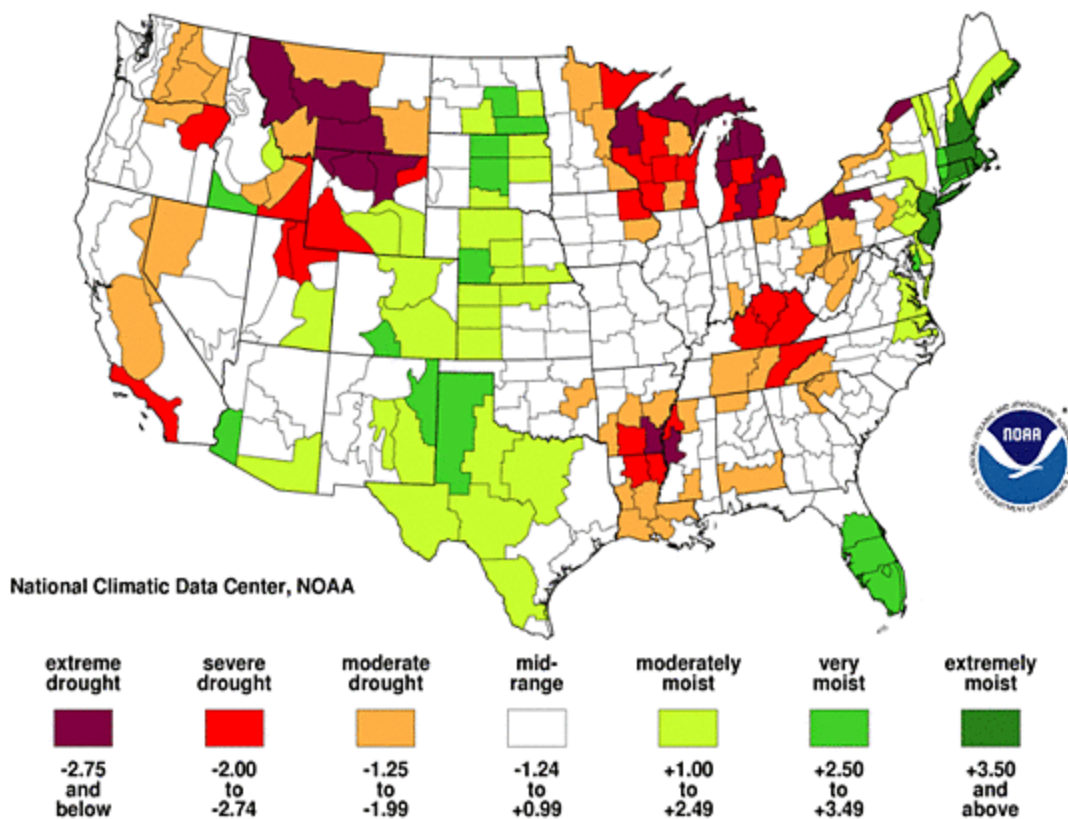 NOAA
National Climatic Data Center, NOAA
extreme drought
severe drought
moderate drought
mid-range
moderately moist
very moist
extremely moist
-2.75 and below
-2.00 to -2.74
-1.25 to -1.99
-1.24 to +0.99
+1.00 to +2.49
+2.50 to +3.49
+3.50 and above